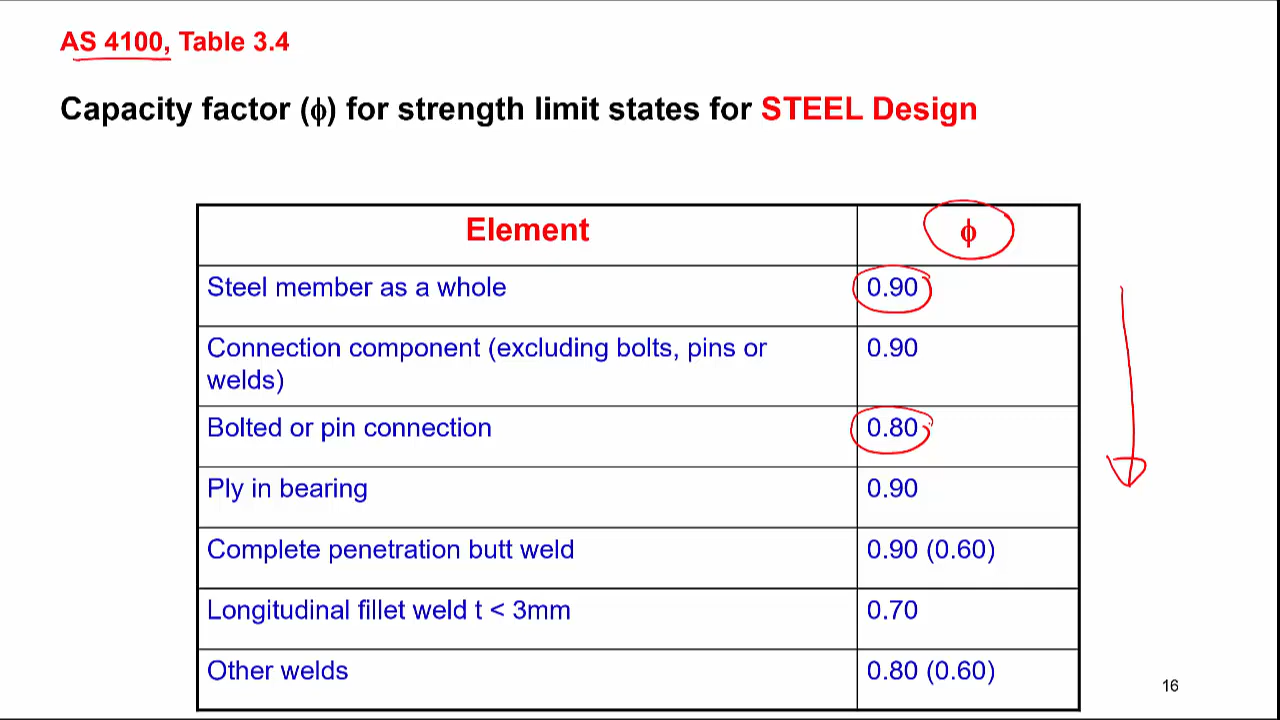 AS 4100, Table 3.4
Capacity factor (ϕ) for strength limit states for STEEL Design
Element ϕ
Steel member as a whole 0.90
Connection component (excluding bolts, pins or 0.90
welds)
Bolted or pin connection 0.80
Ply in bearing 0.90
Complete penetration butt weld 0.90 (0.60)
Longitudinal fillet weld t < 3mm 0.70
Other welds 0.80 (0.60)
16